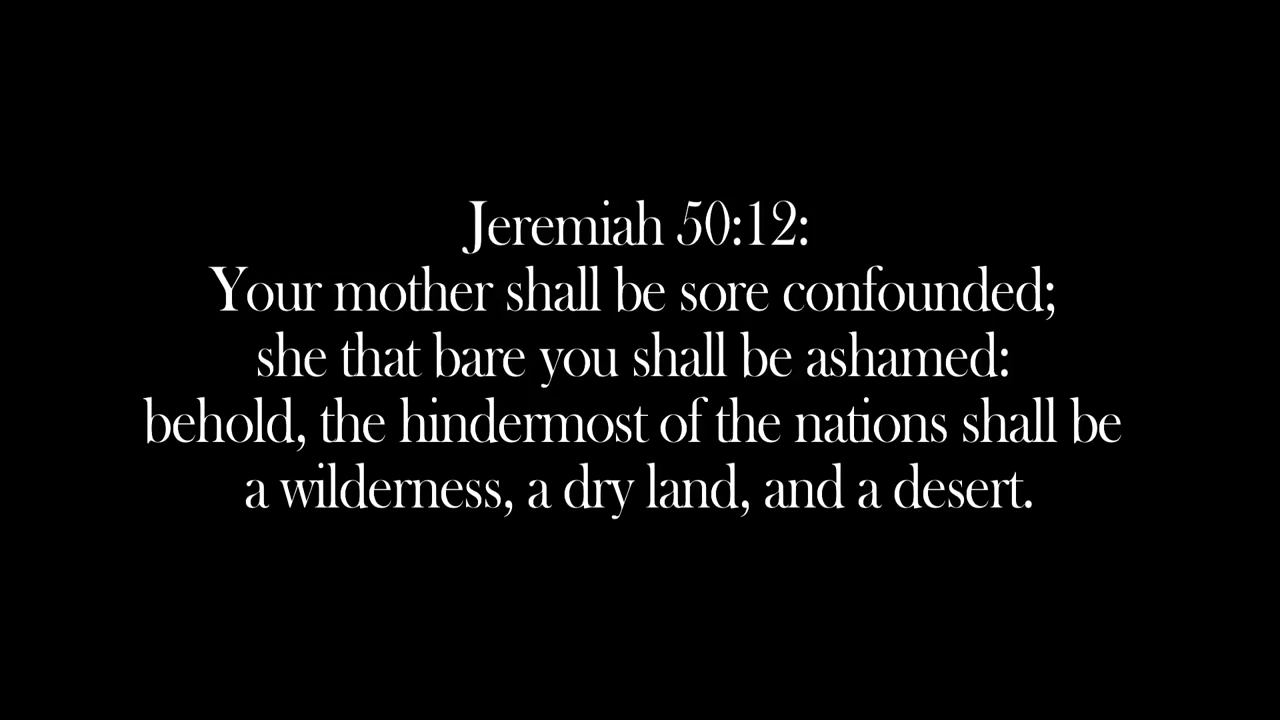 Jeremiah 50:12:
Your mother shall be sore confounded;
she that bare you shall be ashamed:
behold, the hindermost of the nations shall be
a wilderness, a dry land, and a desert.